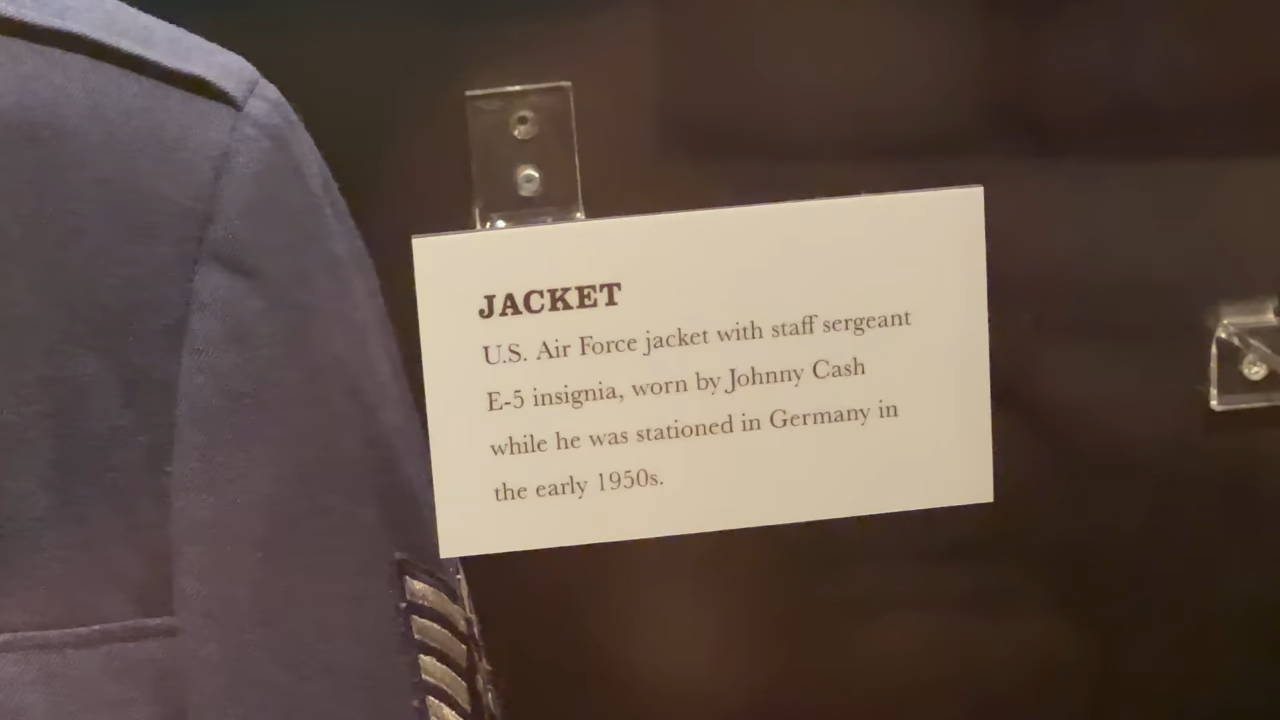 JACKET
U.S. Air Force jacket with staff sergeant
E-5 insignia, worn by Johnny Cash
while he was stationed in Germany in
the early 1950s.